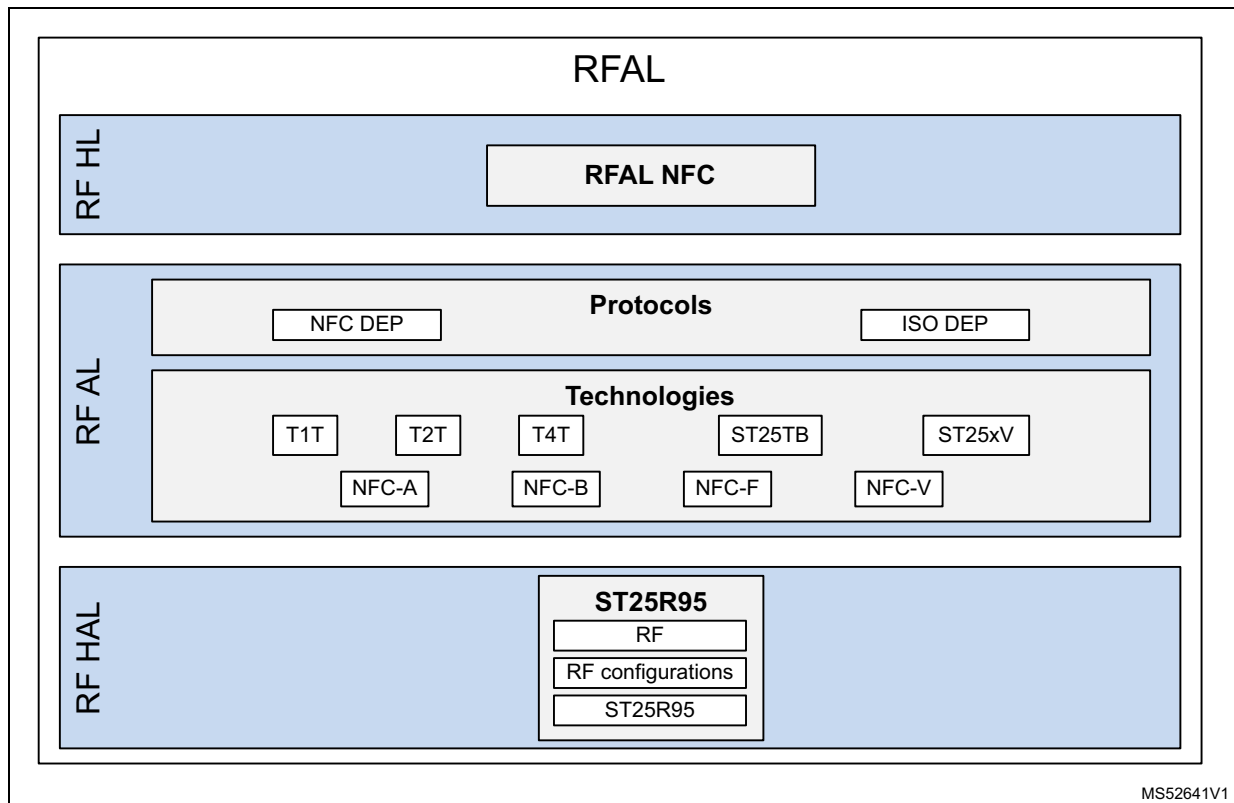 RFAL
RF HL
RFAL NFC
RF AL
Protocols
NFC DEP
ISO DEP
Technologies
T1T
T2T
T4T
ST25TB
ST25xV
NFC-A
NFC-B
NFC-F
NFC-V
RF HAL
ST25R95
RF
RF configurations
ST25R95
MS52641V1